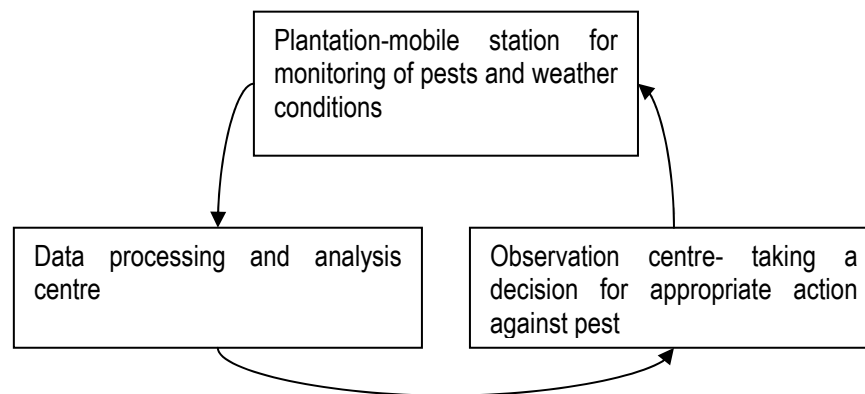 Plantation-mobile station for
monitoring of pests and weather
conditions
Data processing and analysis
centre
Observation centre- taking a
decision for appropriate action
against pest